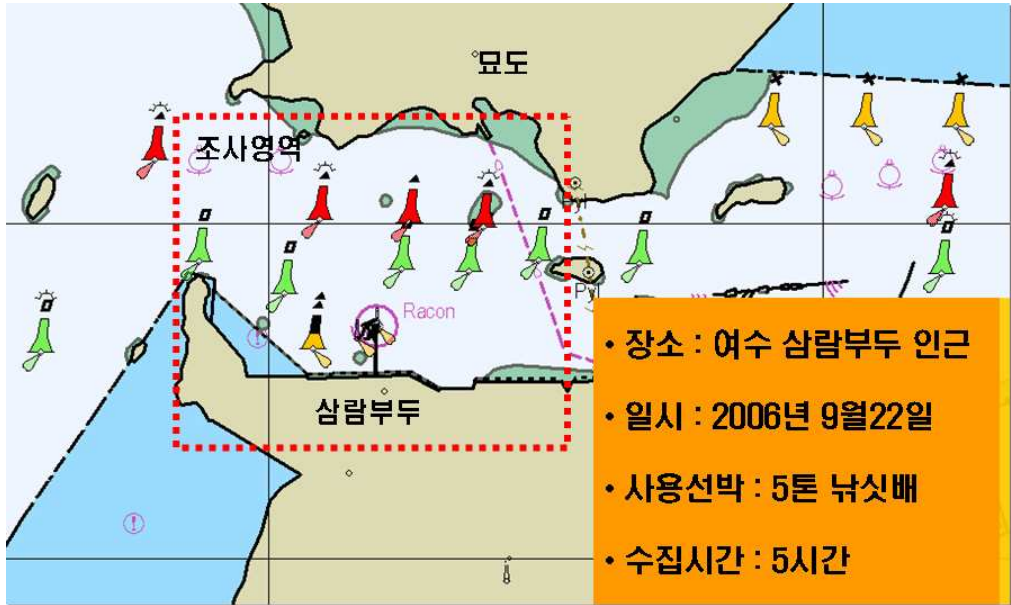 묘도
조사영역
Pyl
Racon
Pyl
• 장소 : 여수 삼람부두 인근
• 일시 : 2006년 9월22일
• 사용선박 : 5톤 낚싯배
• 수집시간 : 5시간
삼람부두